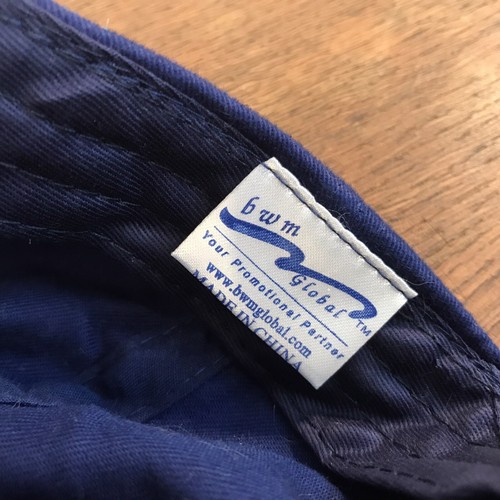 bwm
Global™
Your Promotional Partner
www.bwmglobal.com
MADE IN CHINA